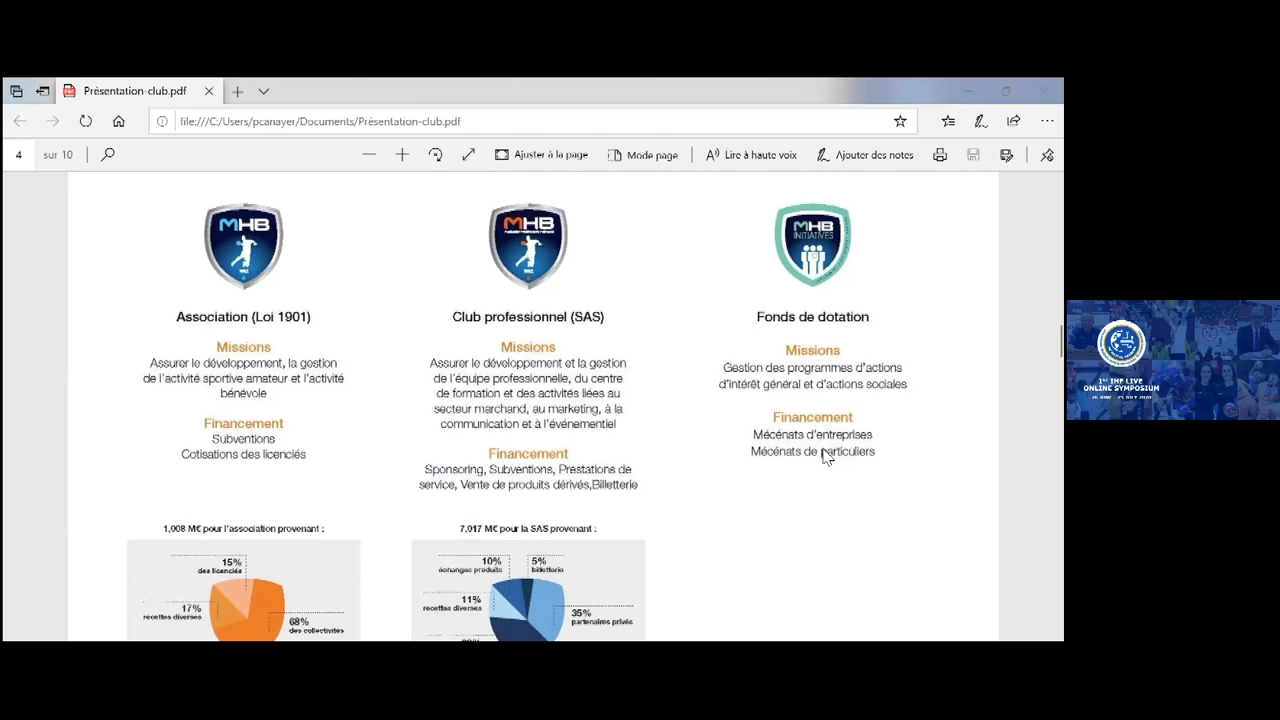 Présentation-club.pdf
file:///C:/Users/pcanayer/Documents/Présentation-club.pdf
4 sur 10
Ajuster à la page
Mode page
Lire à haute voix
Ajouter des notes
MHB
MHB
MHB
INITIATIVES
Association (Loi 1901)
Missions
Assurer le développement, la gestion
de l'activité sportive amateur et l'activité
bénévole
Financement
Subventions
Cotisations des licenciés
1,008 M€ pour l'association provenant :
15%
des licenciés
17%
recettes diverses
68%
des collectivités
Club professionnel (SAS)
Missions
Assurer le développement et la gestion
de l'équipe professionnelle, du centre
de formation et des activités liées au
secteur marchand, au marketing, à la
communication et à l'événementiel
Financement
Sponsoring, Subventions, Prestations de
service, Vente de produits dérivés,Billetterie
7,017 M€ pour la SAS provenant :
10%
échanges produits
5%
billetterie
11%
recettes diverses
35%
partenaires privés
Fonds de dotation
Missions
Gestion des programmes d'actions
d'intérêt général et d'actions sociales
Financement
Mécénats d'entreprises
Mécénats de particuliers
1st THE LIVE
ONLINE SYMPOSIUM